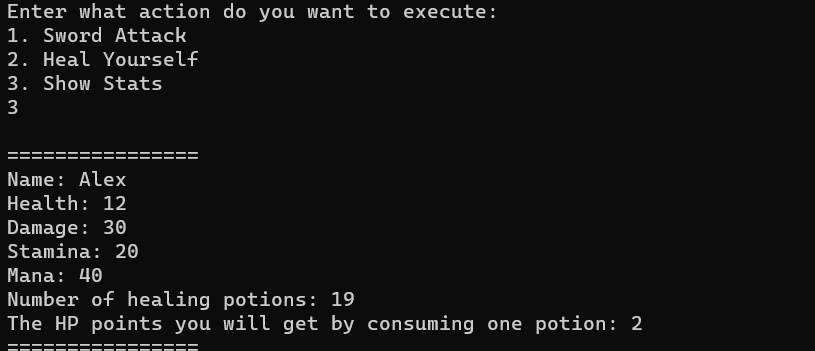 Enter what action do you want to execute:
1. Sword Attack
2. Heal Yourself
3. Show Stats
3
================
Name: Alex
Health: 12
Damage: 30
Stamina: 20
Mana: 40
Number of healing potions: 19
The HP points you will get by consuming one potion: 2
================